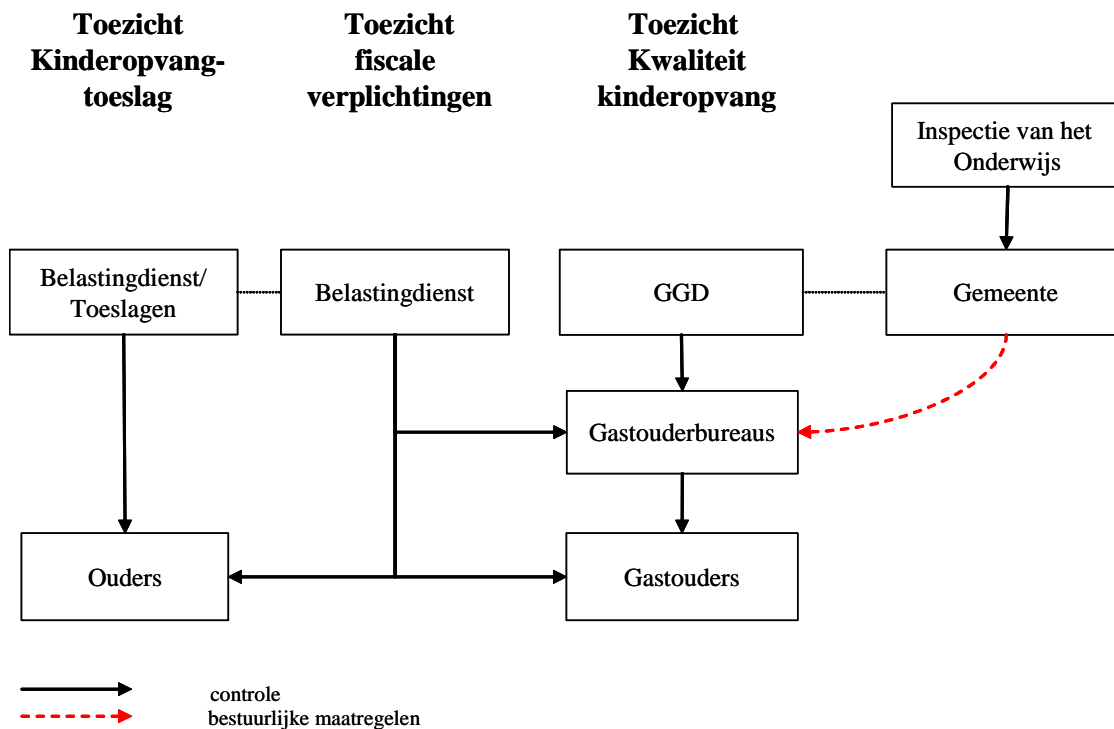 Toezicht
Kinderopvang-
toeslag
Toezicht
fiscale
verplichtingen
Toezicht
Kwaliteit
kinderopvang
Inspectie van het
Onderwijs
Belastingdienst/
Toeslagen
Belastingdienst
GGD
Gemeente
Gastouderbureaus
Ouders
Gastouders
controle
bestuurlijke maatregelen